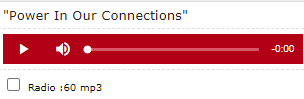 "Power In Our Connections"
-0:00
Radio :60 mp3